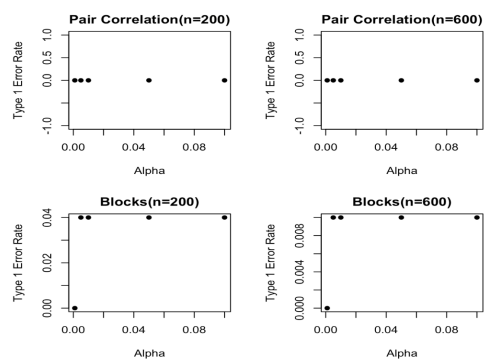 Pair Correlation(n=200)
Type 1 Error Rate
-1.0 0.0 0.5 1.0
0.00 0.04 0.08
Alpha
Pair Correlation(n=600)
Type 1 Error Rate
-1.0 0.0 0.5 1.0
0.00 0.04 0.08
Alpha
Blocks(n=200)
Type 1 Error Rate
0.00 0.02 0.04
0.00 0.04 0.08
Alpha
Blocks(n=600)
Type 1 Error Rate
0.000 0.004 0.008
0.00 0.04 0.08
Alpha